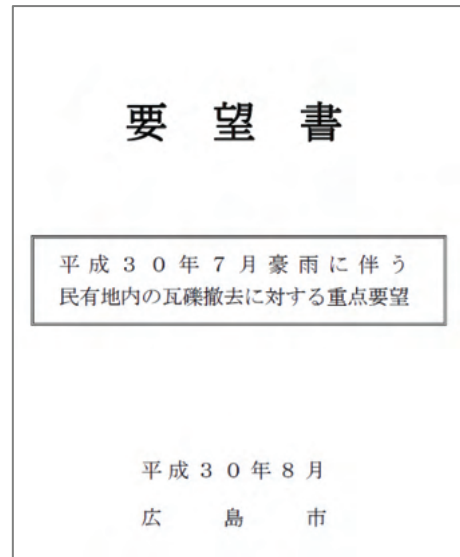 要望書
平成３０年７月豪雨に伴う
民有地内の瓦礫撤去に対する重点要望
平成３０年８月
広島市